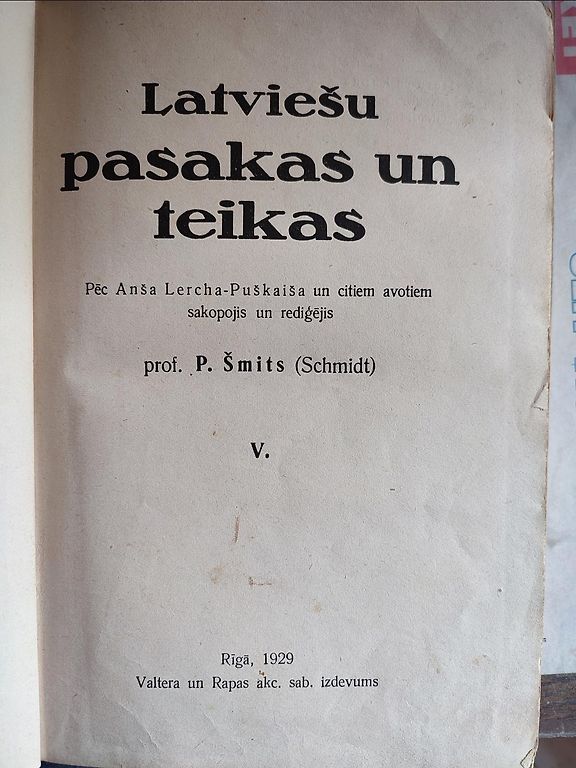 Latviešu
pasakas un
teikas
Pēc Anša Lercha-Puškaiša un citiem avotiem
sakopojis un rediģējis
prof. P. Šmits (Schmidt)
V.
Rīgā, 1929
Valtera un Rapas akc. sab. izdevums